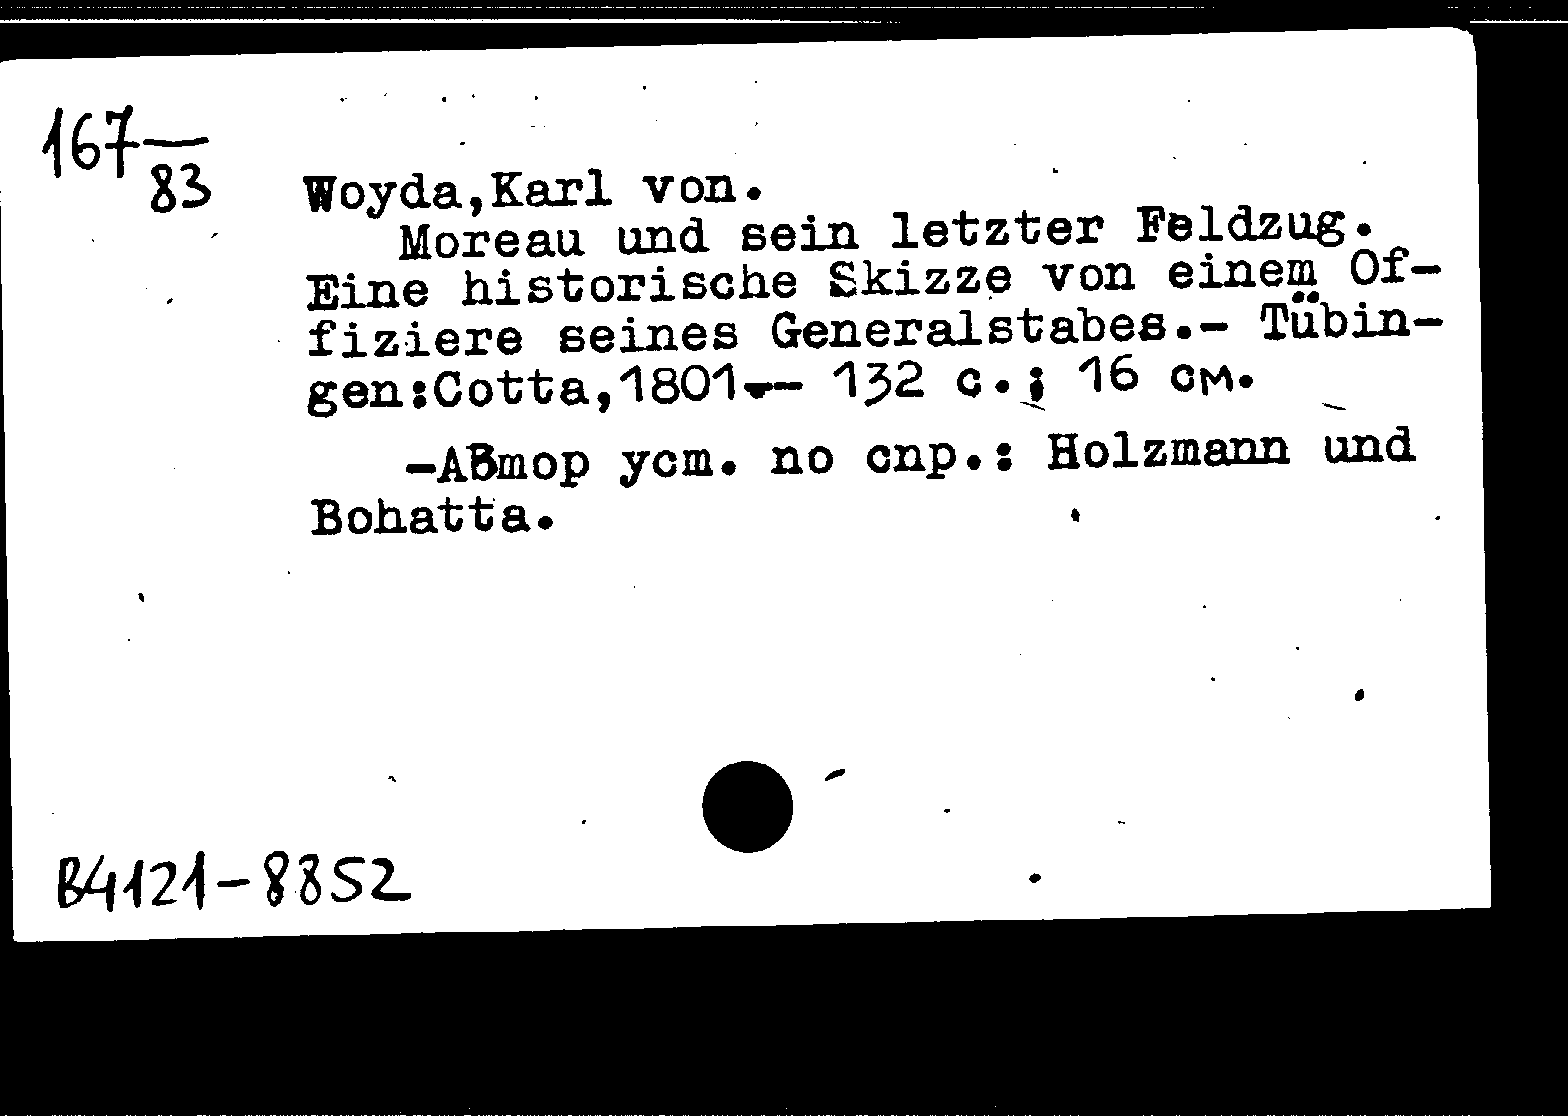 167—
83
Woyda,Karl von.
Moreau und sein letzter Feldzug.
Eine historische Skizze von einem Of-
fiziere seines Generalstabes.- Tübin-
gen:Cotta,1801.- 132 с.; 16 см.
-Автор уст. по спр.: Holzmann und
Bohatta.
В4121-8852